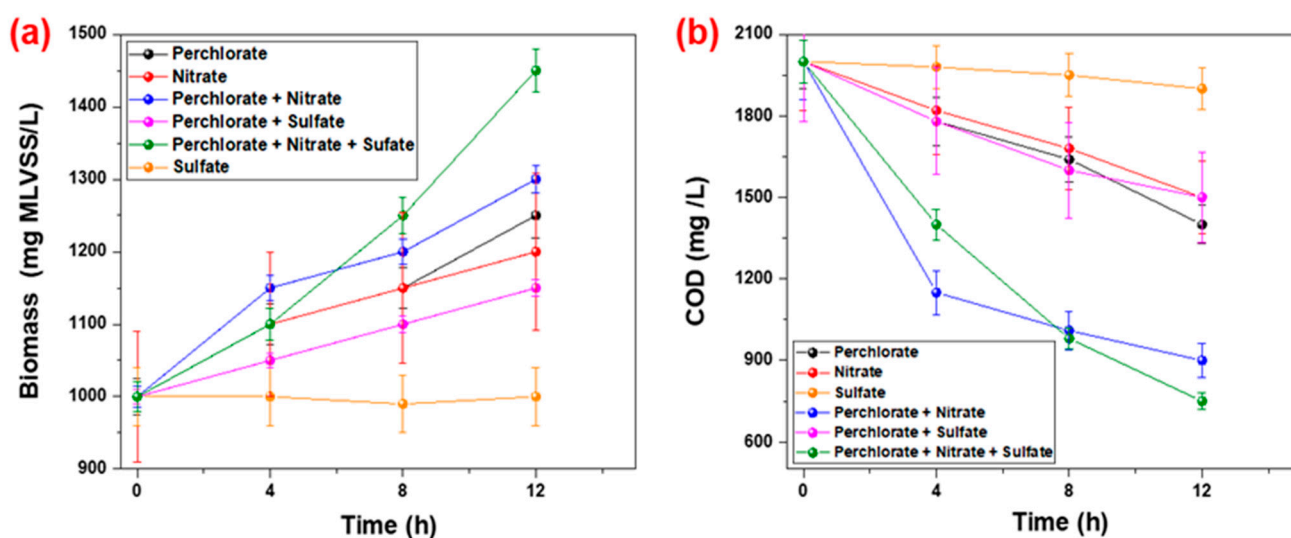 (a)
Biomass (mg MLVSS/L)
1500
1400
1300
1200
1100
1000
900
Perchlorate
Nitrate
Perchlorate + Nitrate
Perchlorate + Sulfate
Perchlorate + Nitrate + Sufate
Sulfate
0 4 8 12
Time (h)
(b)
COD (mg /L)
2100
1800
1500
1200
900
600
Perchlorate
Nitrate
Sulfate
Perchlorate + Nitrate
Perchlorate + Sulfate
Perchlorate + Nitrate + Sulfate
0 4 8 12
Time (h)